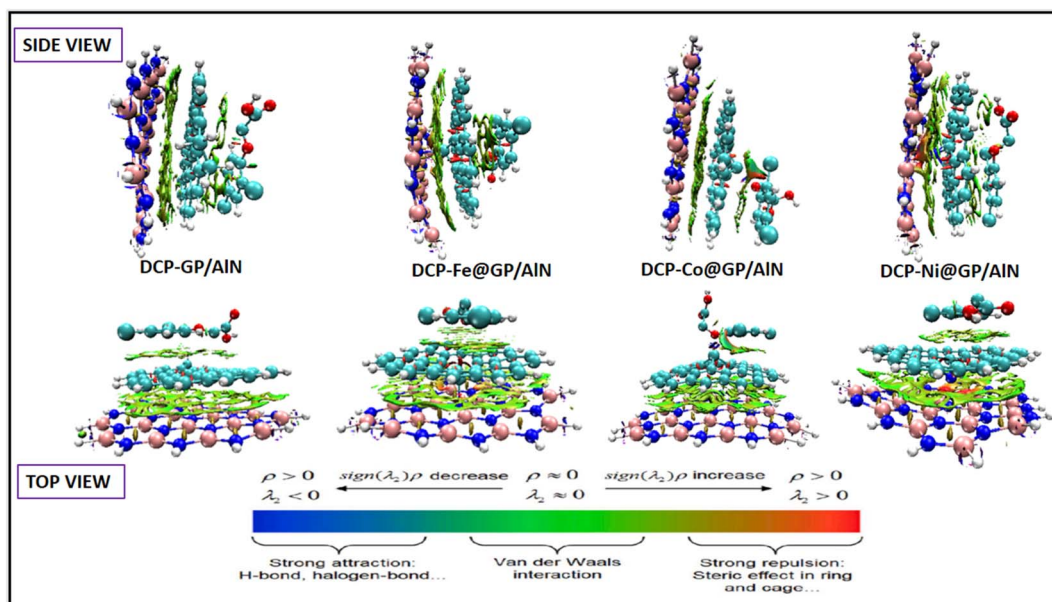 SIDE VIEW
DCP-GP/AlN
DCP-Fe@GP/AlN
DCP-Co@GP/AlN
DCP-Ni@GP/AlN
TOP VIEW
ρ > 0 sign(λ₂)ρ decrease ρ ≈ 0 sign(λ₂)ρ increase ρ > 0
λ₂ < 0 λ₂ ≈ 0 λ₂ > 0
Strong attraction:
H-bond, halogen-bond...
Van der Waals
interaction
Strong repulsion:
Steric effect in ring
and cage...